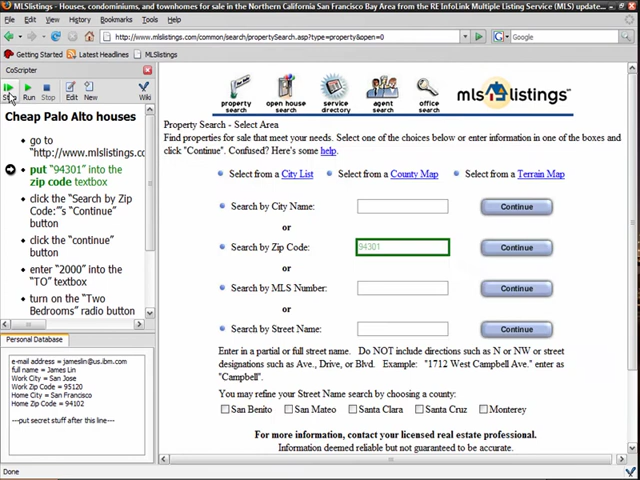 MLSlistings - Houses, condominiums, and townhomes for sale in the Northern California San Francisco Bay Area from the RE InfoLink Multiple Listing Service (MLS) update...
File Edit View History Bookmarks Tools Help
http://www.mlslistings.com/common/search/propertySearch.asp?type=property&open=0
Google
Getting Started Latest Headlines MLSlistings
CoScripter
Run Stop Edit New Wiki
Cheap Palo Alto houses
go to
"http://www.mlslistings.cc
put "94301" into the
zip code textbox
click the "Search by Zip
Code:"'s "Continue"
button
click the "continue"
button
enter "2000" into the
"TO" textbox
turn on the "Two
Bedrooms" radio button
Personal Database
e-mail address = jameslin@us.ibm.com
full name = James Lin
Work City = San Jose
Work Zip Code = 95120
Home City = San Francisco
Home Zip Code = 94102
---put secret stuff after this line---
property search
open house search
service directory
agent search
office search
mls listings
Property Search - Select Area
Find properties for sale that meet your needs. Select one of the choices below or enter information in one of the boxes and
click "Continue". Confused? Here's some help.
Select from a City List Select from a County Map Select from a Terrain Map
Search by City Name: Continue
or
Search by Zip Code: 94301 Continue
or
Search by MLS Number: Continue
or
Search by Street Name: Continue
Enter in a partial or full street name. Do NOT include directions such as N or NW or street
designations such as Ave., Drive, or Blvd. Example: "1712 West Campbell Ave." enter as
"Campbell".
You may refine your Street Name search by choosing a county:
San Benito San Mateo Santa Clara Santa Cruz Monterey
For more information, contact your licensed real estate professional.
Information deemed reliable but not guaranteed to be accurate.
Done